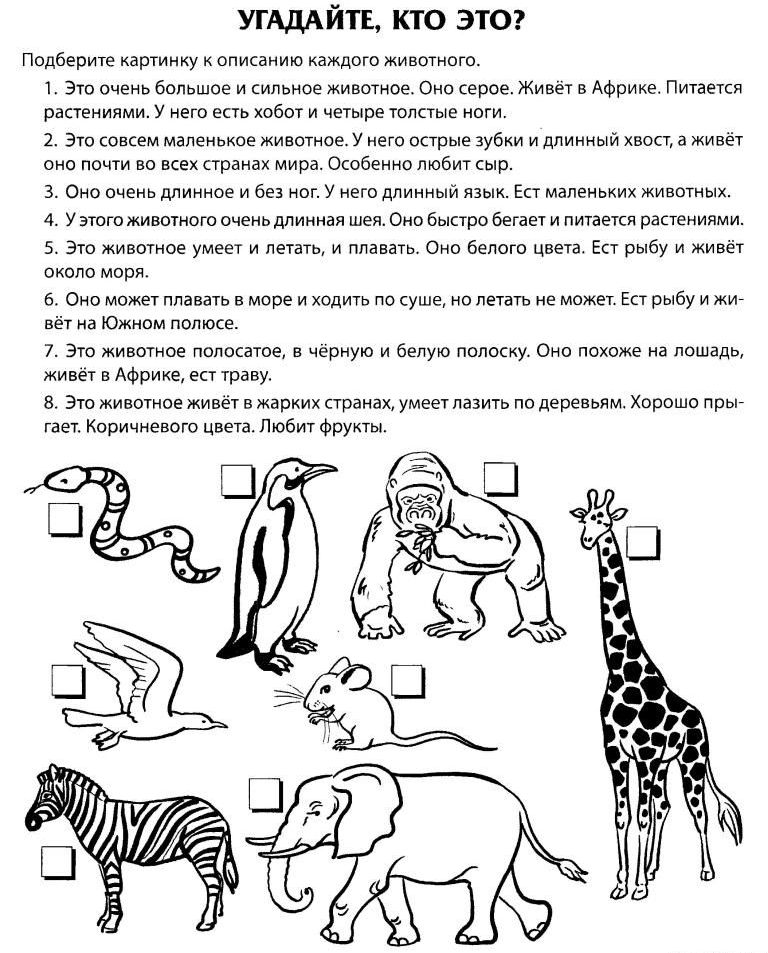 УГАДАЙТЕ, КТО ЭТО?
Подберите картинку к описанию каждого животного.
1. Это очень большое и сильное животное. Оно серое. Живёт в Африке. Питается
растениями. У него есть хобот и четыре толстые ноги.
2. Это совсем маленькое животное. У него острые зубки и длинный хвост, а живёт
оно почти во всех странах мира. Особенно любит сыр.
3. Оно очень длинное и без ног. У него длинный язык. Ест маленьких животных.
4. У этого животного очень длинная шея. Оно быстро бегает и питается растениями.
5. Это животное умеет и летать, и плавать. Оно белого цвета. Ест рыбу и живёт
около моря.
6. Оно может плавать в море и ходить по суше, но летать не может. Ест рыбу и жи-
вёт на Южном полюсе.
7. Это животное полосатое, в чёрную и белую полоску. Оно похоже на лошадь,
живёт в Африке, ест траву.
8. Это животное живёт в жарких странах, умеет лазить по деревьям. Хорошо пры-
гает. Коричневого цвета. Любит фрукты.